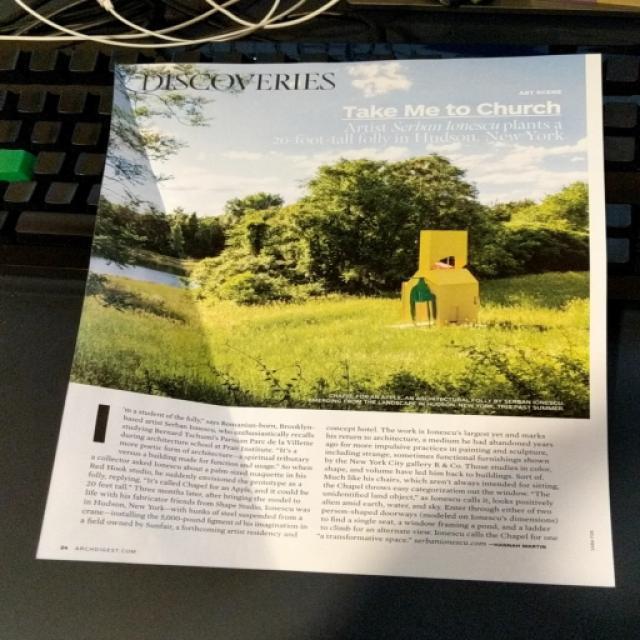 DISCOVERIES
ART SCENE
Take Me to Church
Artist Serban Ionescu plants a
20-foot-tall folly in Hudson, New York
CHAPEL FOR AN APPLE, AN ARCHITECTURAL FOLLY BY SERBAN IONESCU,
EMERGING FROM THE LANDSCAPE IN HUDSON, NEW YORK, THIS PAST SUMMER.
I'm a student of the folly," says Romanian-born, Brooklyn-
based artist Serban Ionescu, who enthusiastically recalls
studying Bernard Tschumi's Parisian Parc de la Villette
during architecture school at Pratt Institute. "It's a
more poetic form of architecture—a spiritual tributary
versus a building made for function and usage." So when
a collector asked Ionescu about a palm-sized maquette in his
Red Hook studio, he suddenly envisioned the prototype as a
folly, replying, "It's called Chapel for an Apple, and it could be
20 feet tall." Three months later, after bringing the model to
life with his fabricator friends from Shape Studio, Ionescu was
in Hudson, New York—with hunks of steel suspended from a
crane—installing the 5,000-pound figment of his imagination in
a field owned by Sunfair, a forthcoming artist residency and
concept hotel. The work is Ionescu's largest yet and marks
his return to architecture, a medium he had abandoned years
ago for more impulsive practices in painting and sculpture,
including strange, sometimes functional furnishings shown
by the New York City gallery R & Co. Those studies in color,
shape, and volume have led him back to buildings. Sort of.
Much like his chairs, which aren't always intended for sitting,
the Chapel throws easy categorization out the window. "The
unidentified land object," as Ionescu calls it, looks positively
alien amid earth, water, and sky. Enter through either of two
person-shaped doorways (modeled on Ionescu's dimensions)
to find a single seat, a window framing a pond, and a ladder
to climb for an alternate view. Ionescu calls the Chapel for one
"a transformative space." serbanionescu.com —HANNAH MARTIN
24 ARCHDIGEST.COM